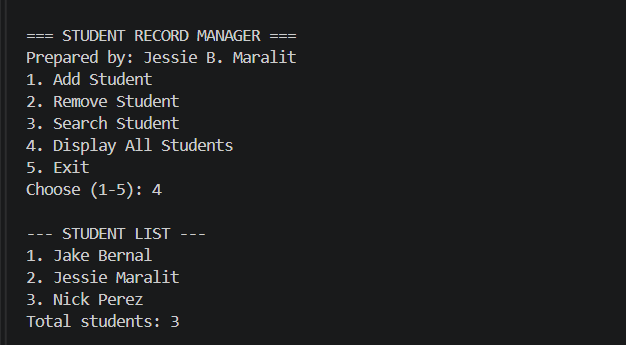 === STUDENT RECORD MANAGER ===
Prepared by: Jessie B. Maralit
1. Add Student
2. Remove Student
3. Search Student
4. Display All Students
5. Exit
Choose (1-5): 4
--- STUDENT LIST ---
1. Jake Bernal
2. Jessie Maralit
3. Nick Perez
Total students: 3